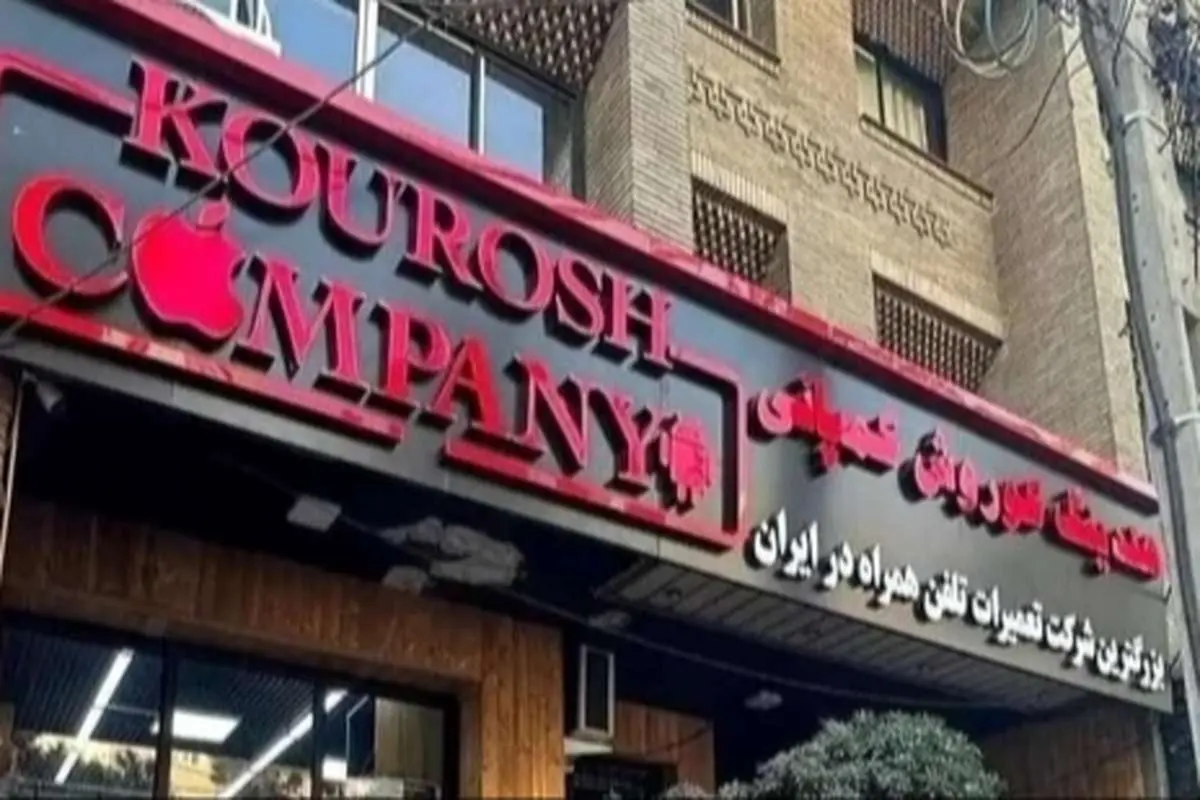 KOUROSH
COMPANY
هلدینگ کوروش کمپانی
بزرگترین شرکت تعمیرات تلفن همراه در ایران